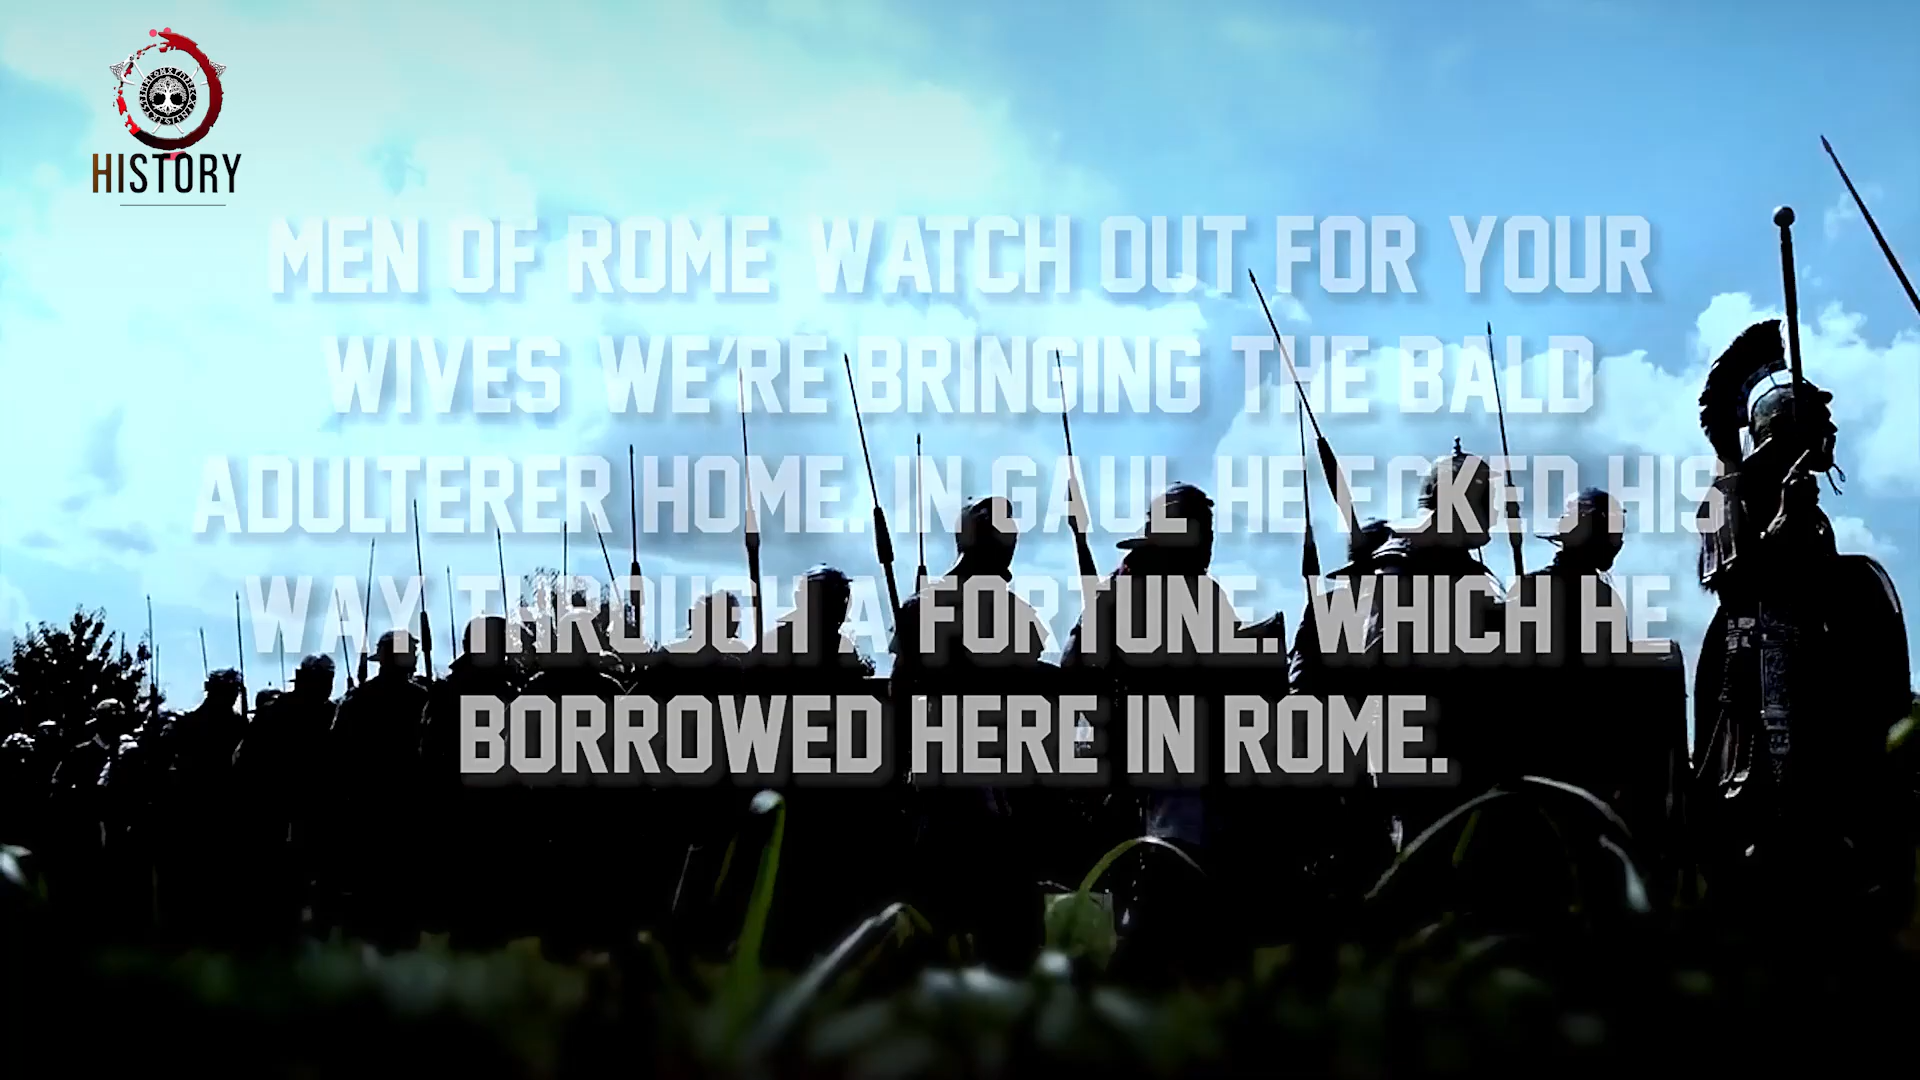 HISTORY
MEN OF ROME WATCH OUT FOR YOUR
WIVES WE'RE BRINGING THE BALD
ADULTERER HOME. IN GAUL HE FCKED HIS
WAY THROUGH A FORTUNE. WHICH HE
BORROWED HERE IN ROME.